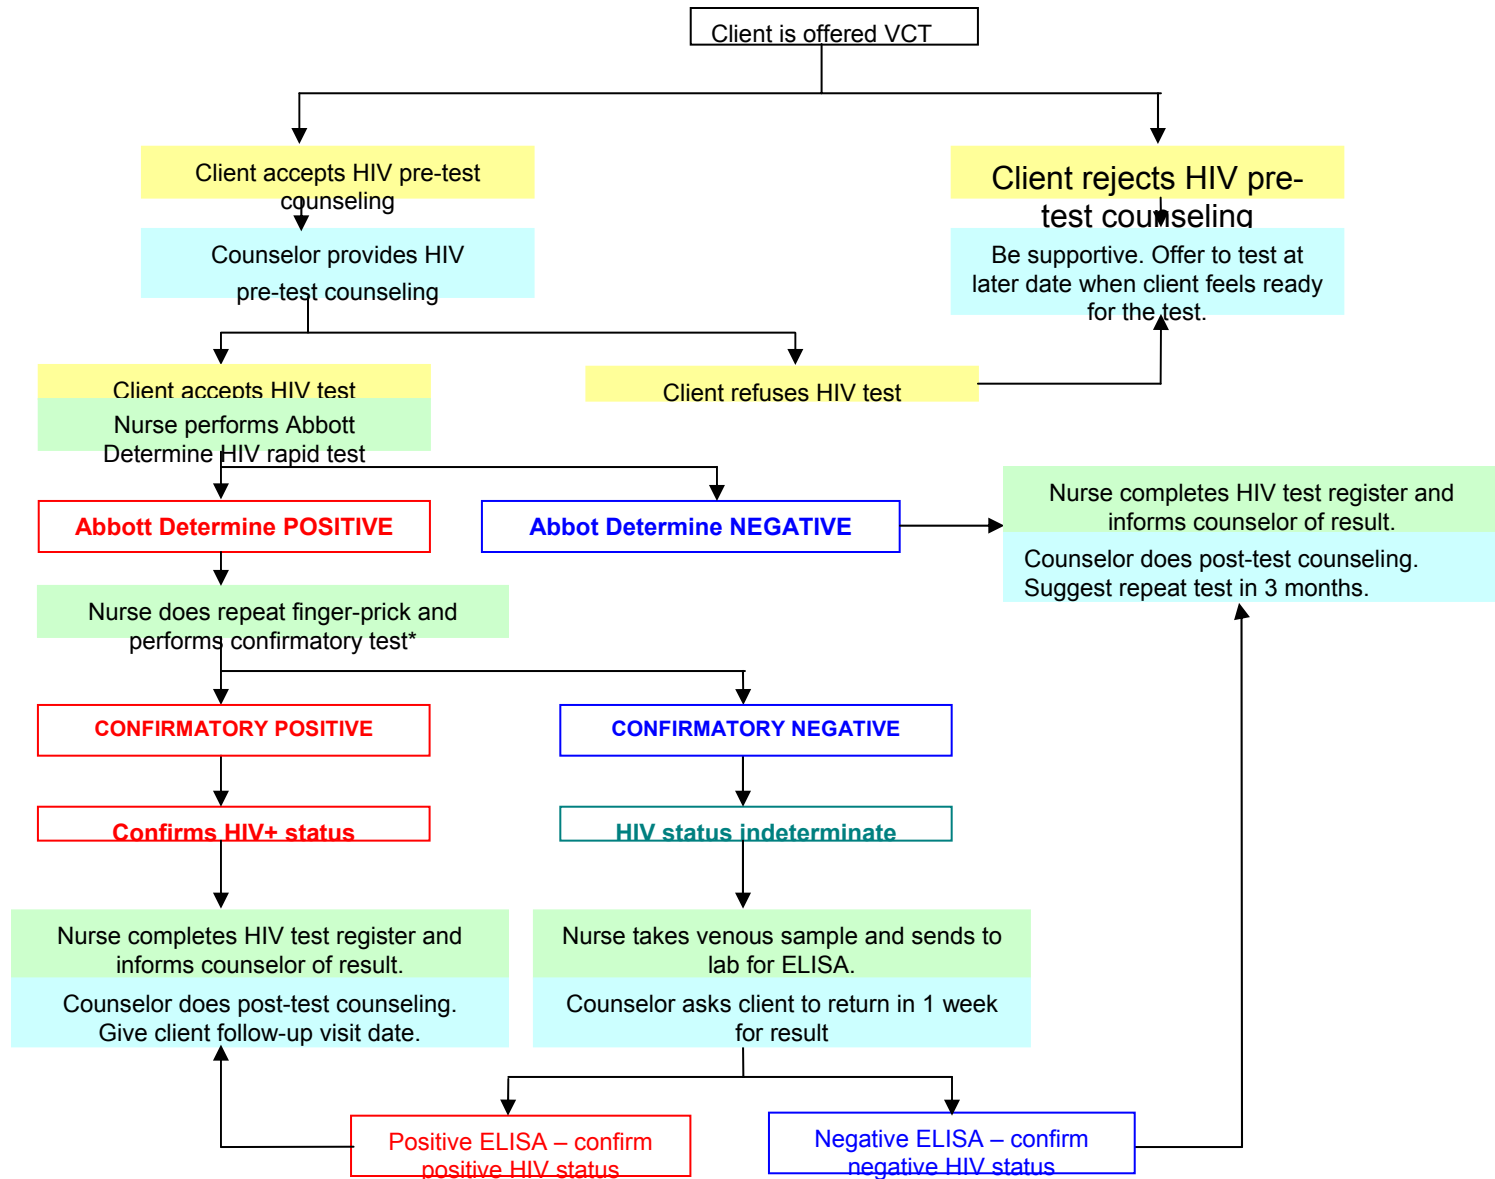 Client is offered VCT
Client accepts HIV pre-test
counseling
Client rejects HIV pre-
test counseling
Counselor provides HIV
pre-test counseling
Be supportive. Offer to test at
later date when client feels ready
for the test.
Client accepts HIV test
Client refuses HIV test
Nurse performs Abbott
Determine HIV rapid test
Abbott Determine POSITIVE
Abbot Determine NEGATIVE
Nurse completes HIV test register and
informs counselor of result.
Counselor does post-test counseling.
Suggest repeat test in 3 months.
Nurse does repeat finger-prick and
performs confirmatory test*
CONFIRMATORY POSITIVE
CONFIRMATORY NEGATIVE
Confirms HIV+ status
HIV status indeterminate
Nurse completes HIV test register and
informs counselor of result.
Counselor does post-test counseling.
Give client follow-up visit date.
Nurse takes venous sample and sends to
lab for ELISA.
Counselor asks client to return in 1 week
for result
Positive ELISA – confirm
positive HIV status
Negative ELISA – confirm
negative HIV status